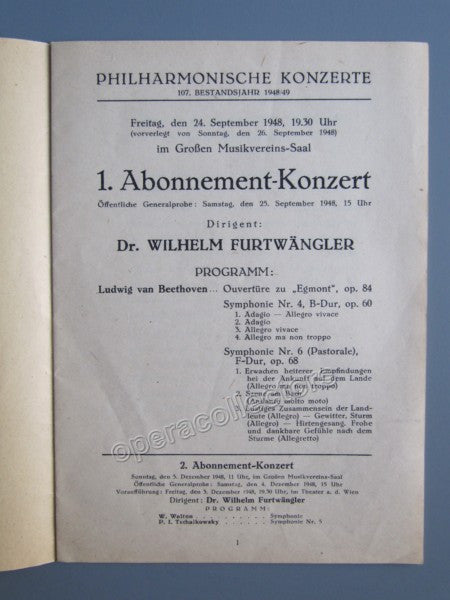 PHILHARMONISCHE KONZERTE
107. BESTANDSJAHR 1948/49
Freitag, den 24. September 1948, 19.30 Uhr
(vorverlegt von Sonntag, den 26. September 1948)
im Großen Musikvereins-Saal
1. Abonnement-Konzert
Öffentliche Generalprobe: Samstag, den 25. September 1948, 15 Uhr
Dirigent:
Dr. WILHELM FURTWÄNGLER
PROGRAMM:
Ludwig van Beethoven ... Ouvertüre zu „Egmont", op. 84
Symphonie Nr. 4, B-Dur, op. 60
1. Adagio — Allegro vivace
2. Adagio
3. Allegro vivace
4. Allegro ma non troppo
Symphonie Nr. 6 (Pastorale),
F-Dur, op. 68
1. Erwachen heiterer Empfindungen
bei der Ankunft auf dem Lande
(Allegro ma non troppo)
2. Szene am Bach
(Andante molto moto)
3. Lustiges Zusammensein der Land-
leute (Allegro) — Gewitter, Sturm
(Allegro) — Hirtengesang. Frohe
und dankbare Gefühle nach dem
Sturme (Allegretto)
2. Abonnement-Konzert
Sonntag, den 5. Dezember 1948, 11 Uhr, im Großen Musikvereins-Saal
Öffentliche Generalprobe: Samstag, den 4. Dezember 1948, 15 Uhr
Voraufführung: Freitag, den 3. Dezember 1948, 19.30 Uhr, im Theater a. d. Wien
Dirigent: Dr. Wilhelm Furtwängler
PROGRAMM:
W. Walton . . . . . . . . . . Symphonie
P. I. Tschaikowsky . . . . . . Symphonie Nr. 5
1